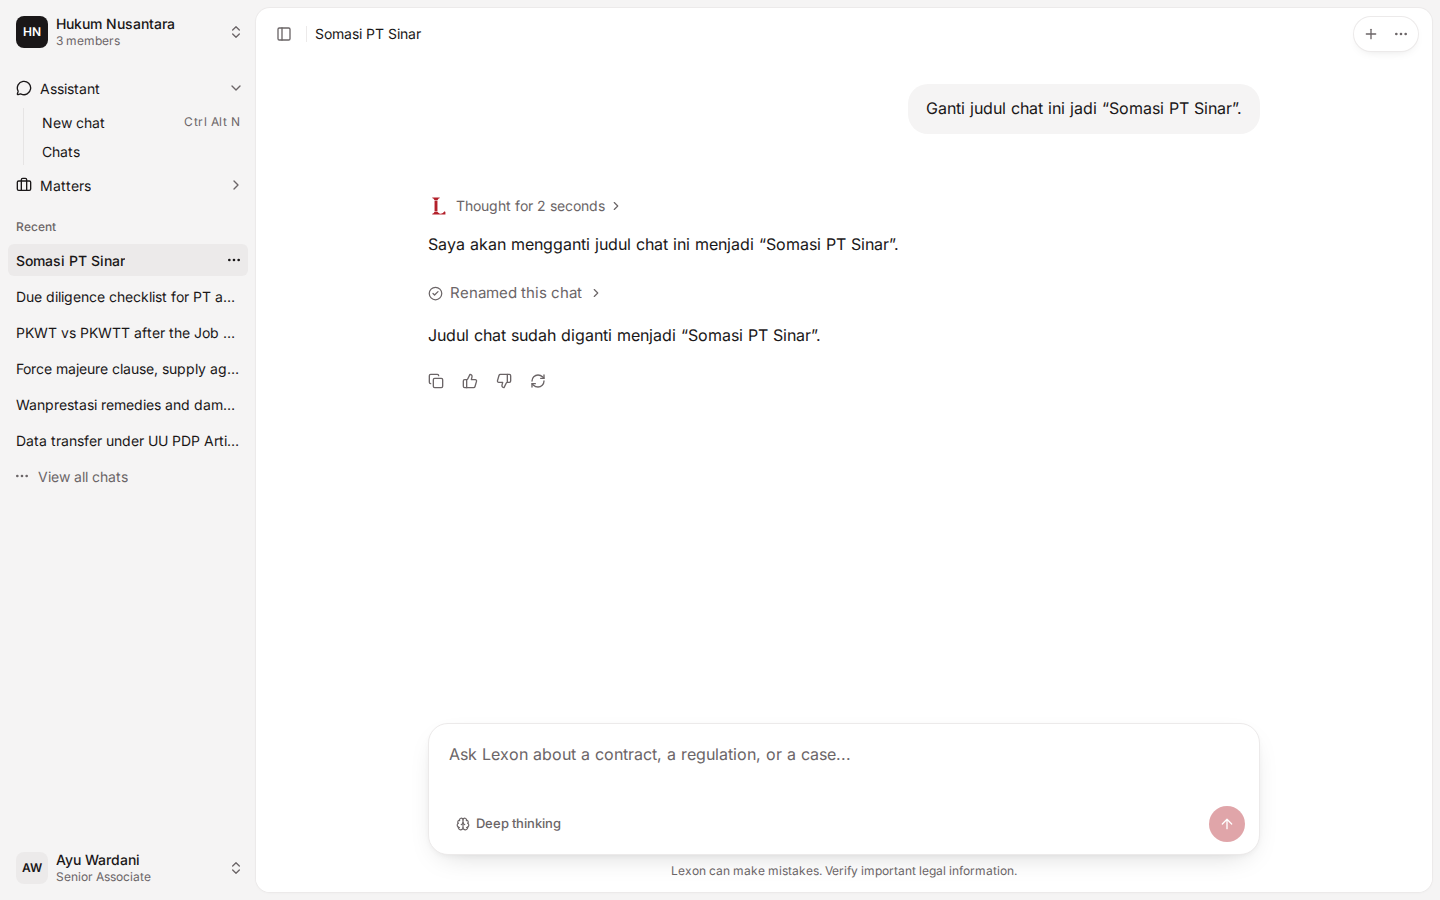 HN
Hukum Nusantara
3 members
Assistant
New chat
Ctrl Alt N
Chats
Matters
Recent
Somasi PT Sinar
Due diligence checklist for PT a...
PKWT vs PKWTT after the Job ...
Force majeure clause, supply ag...
Wanprestasi remedies and dam...
Data transfer under UU PDP Arti...
View all chats
AW
Ayu Wardani
Senior Associate
Somasi PT Sinar
Ganti judul chat ini jadi “Somasi PT Sinar”.
L
Thought for 2 seconds
Saya akan mengganti judul chat ini menjadi “Somasi PT Sinar”.
Renamed this chat
Judul chat sudah diganti menjadi “Somasi PT Sinar”.
Ask Lexon about a contract, a regulation, or a case...
Deep thinking
Lexon can make mistakes. Verify important legal information.